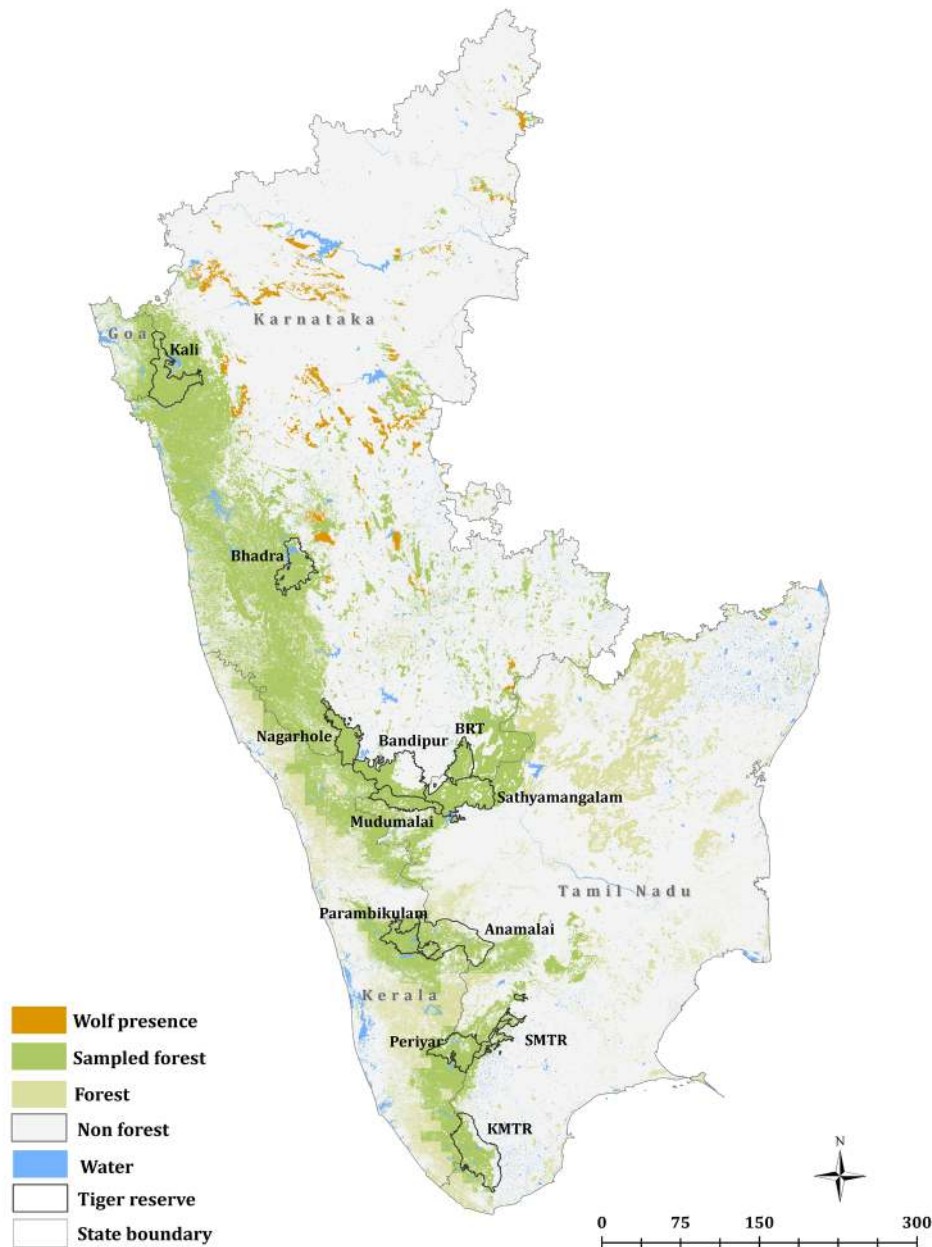 Goa
Karnataka
Kali
Bhadra
Nagarhole
Bandipur
BRT
Sathyamangalam
Mudumalai
Tamil Nadu
Parambikulam
Anamalai
Kerala
Periyar
SMTR
KMTR
Wolf presence
Sampled forest
Forest
Non forest
Water
Tiger reserve
State boundary
N
0 75 150 300